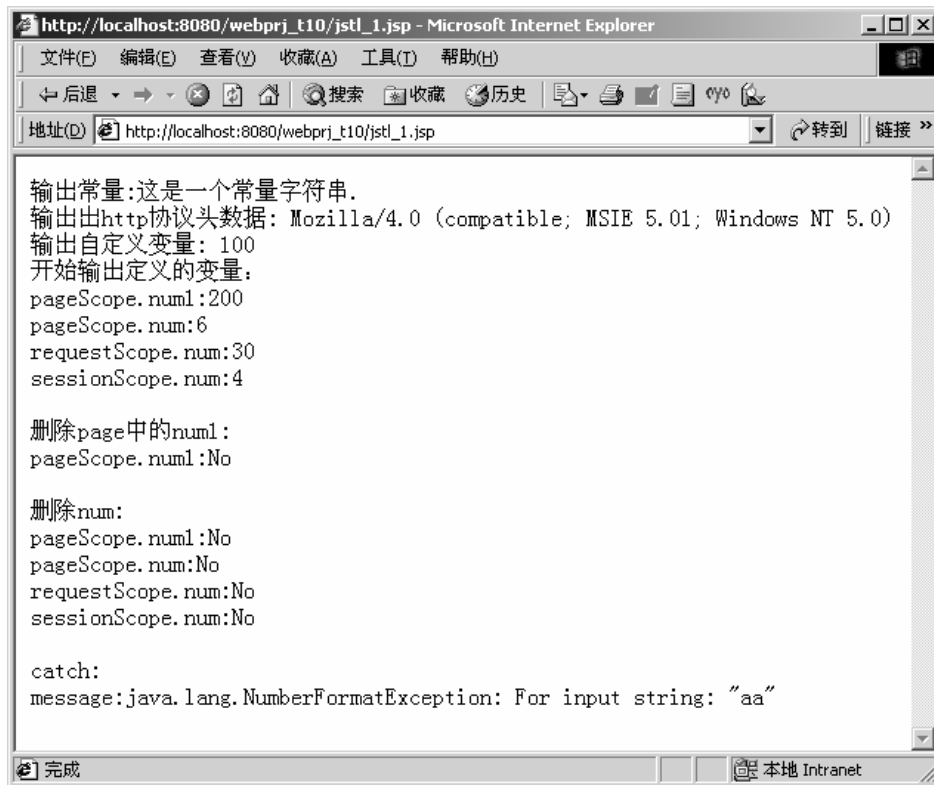 http://localhost:8080/webprj_t10/jstl_1.jsp - Microsoft Internet Explorer
文件(F) 编辑(E) 查看(V) 收藏(A) 工具(T) 帮助(H)
后退 搜索 收藏 历史
地址(D) http://localhost:8080/webprj_t10/jstl_1.jsp 转到 链接 »
输出常量:这是一个常量字符串.
输出出http协议头数据: Mozilla/4.0 (compatible; MSIE 5.01; Windows NT 5.0)
输出自定义变量: 100
开始输出定义的变量:
pageScope.num1:200
pageScope.num:6
requestScope.num:30
sessionScope.num:4
删除page中的num1:
pageScope.num1:No
删除num:
pageScope.num1:No
pageScope.num:No
requestScope.num:No
sessionScope.num:No
catch:
message:java.lang.NumberFormatException: For input string: "aa"
完成 本地 Intranet